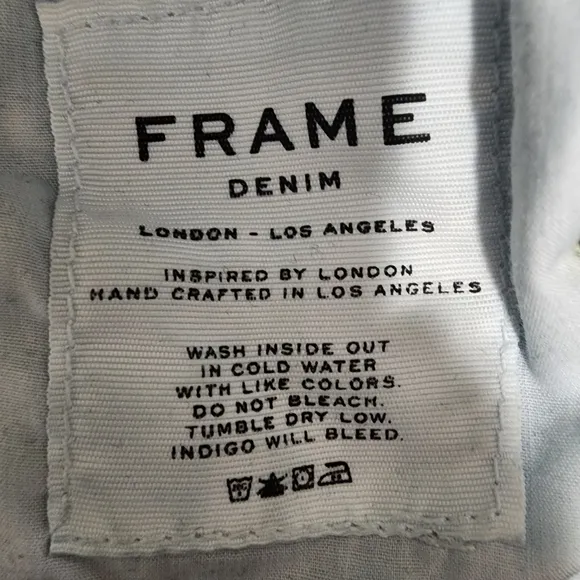 FRAME
DENIM
LONDON - LOS ANGELES
INSPIRED BY LONDON
HAND CRAFTED IN LOS ANGELES
WASH INSIDE OUT
IN COLD WATER
WITH LIKE COLORS.
DO NOT BLEACH.
TUMBLE DRY LOW.
INDIGO WILL BLEED.